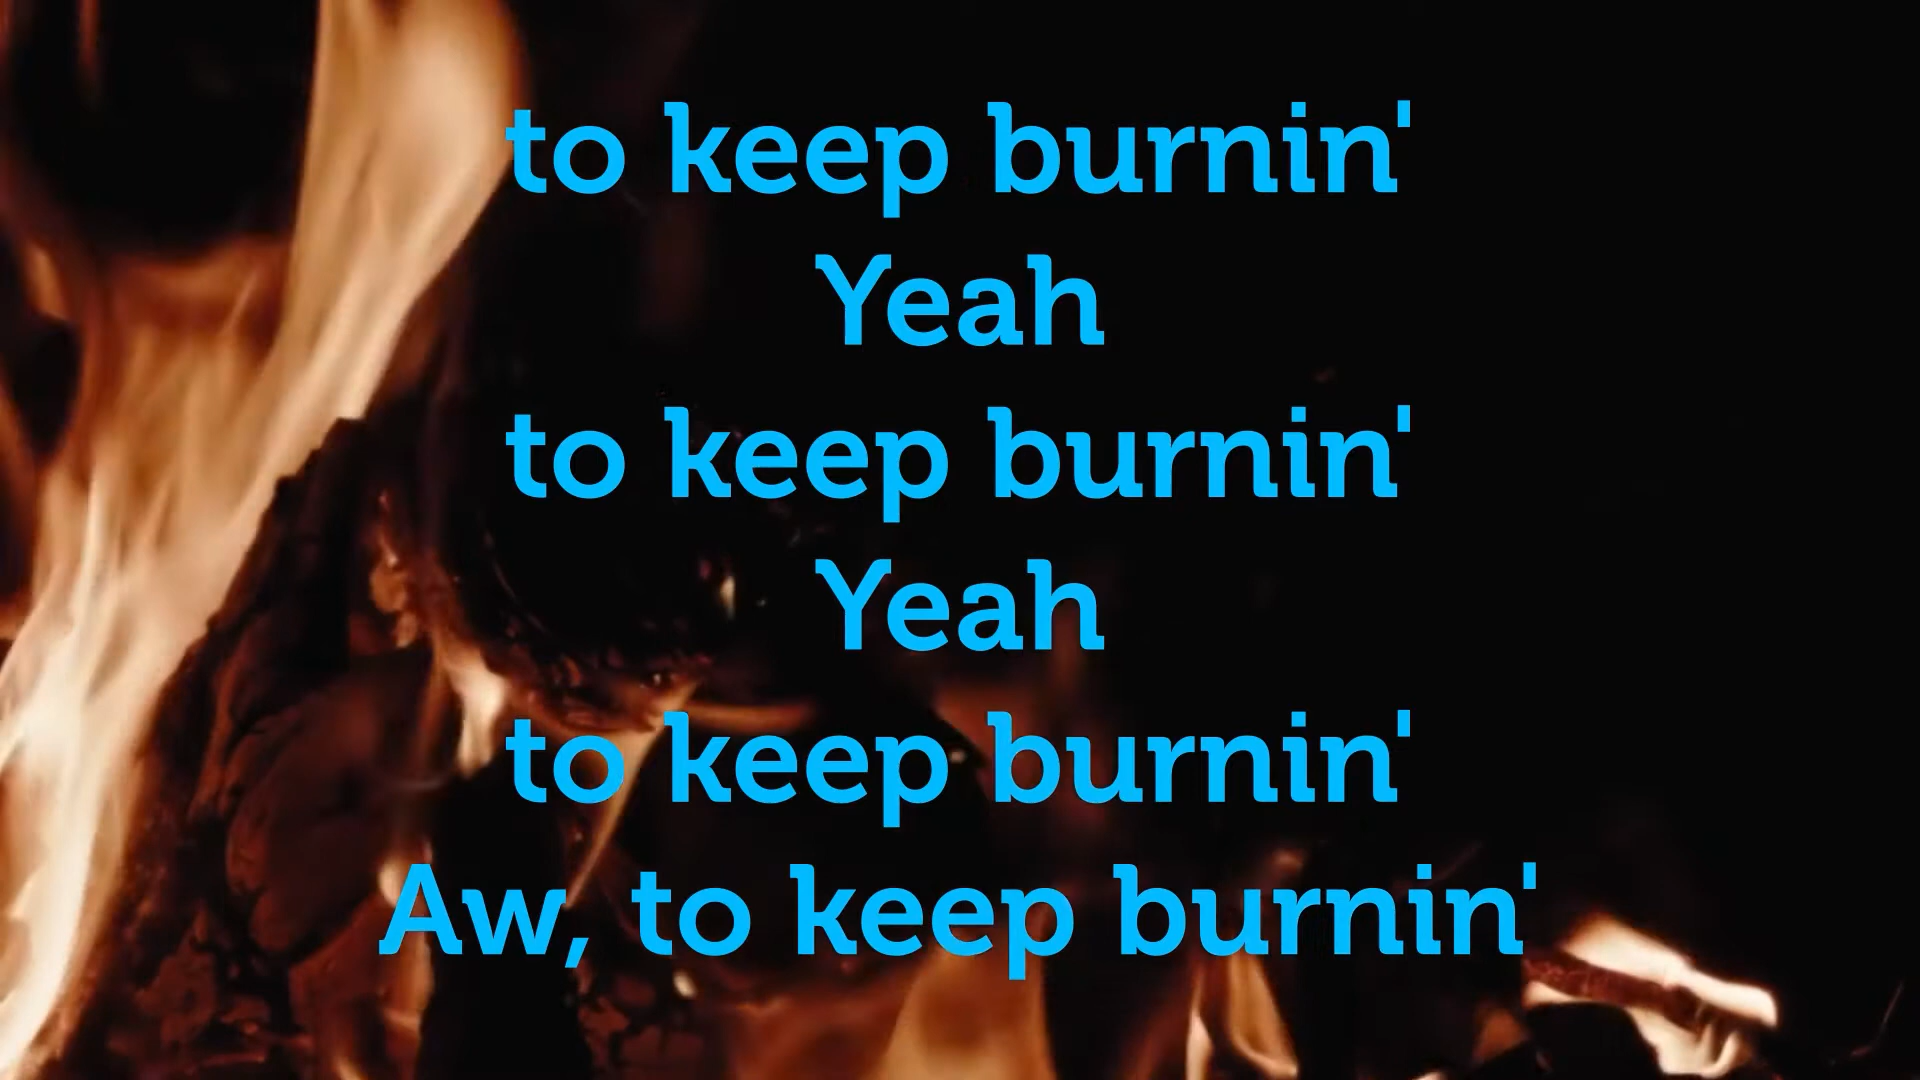 to keep burnin'
Yeah
to keep burnin'
Yeah
to keep burnin'
Aw, to keep burnin'